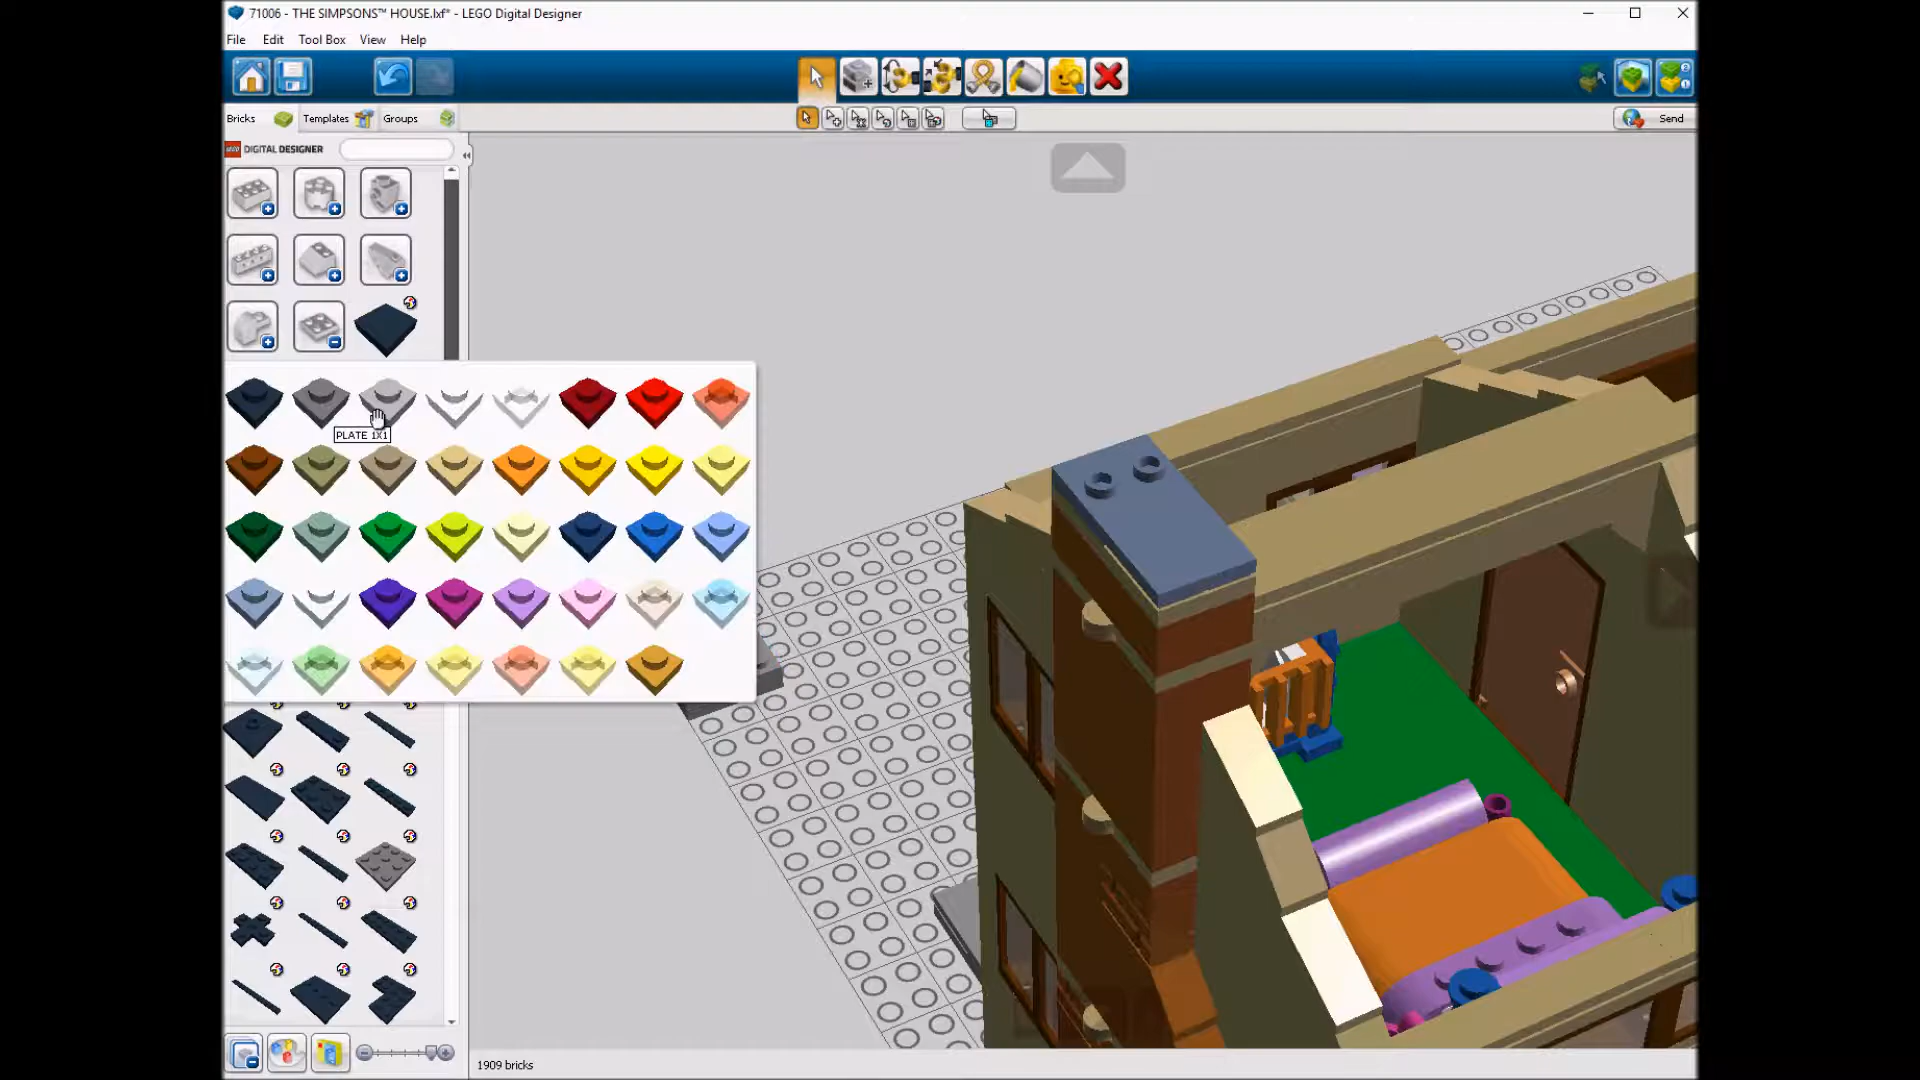 71006 - THE SIMPSONS™ HOUSE.lxf* - LEGO Digital Designer
File Edit Tool Box View Help
Bricks Templates Groups Send
LEGO DIGITAL DESIGNER
PLATE 1X1
1909 bricks